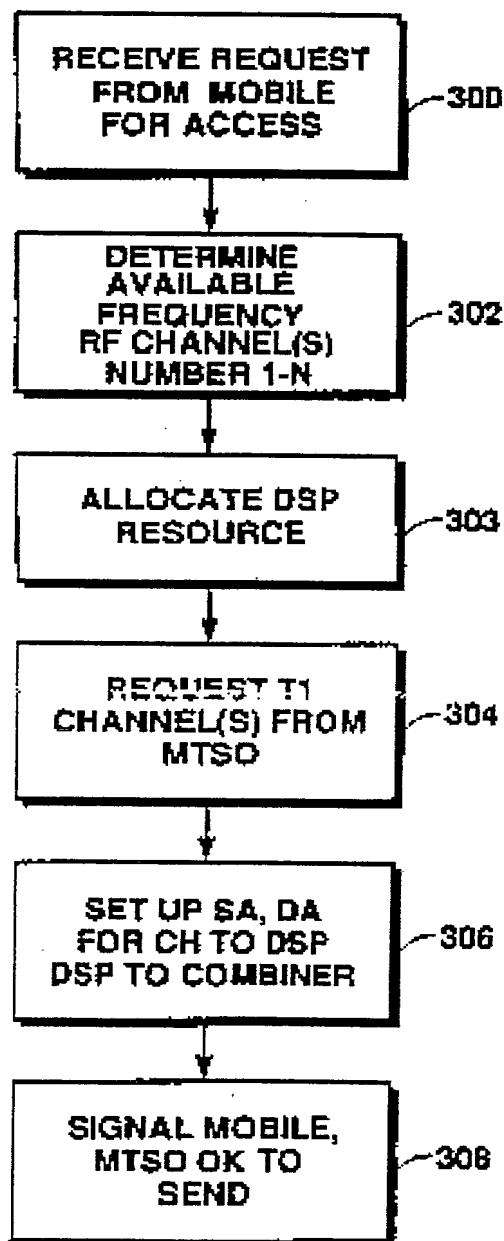 RECEIVE REQUEST
FROM MOBILE
FOR ACCESS
300
DETERMINE
AVAILABLE
FREQUENCY
RF CHANNEL(S)
NUMBER 1-N
302
ALLOCATE DSP
RESOURCE
303
REQUEST T1
CHANNEL(S) FROM
MTSO
304
SET UP SA, DA
FOR CH TO DSP
DSP TO COMBINER
306
SIGNAL MOBILE,
MTSO OK TO
SEND
308